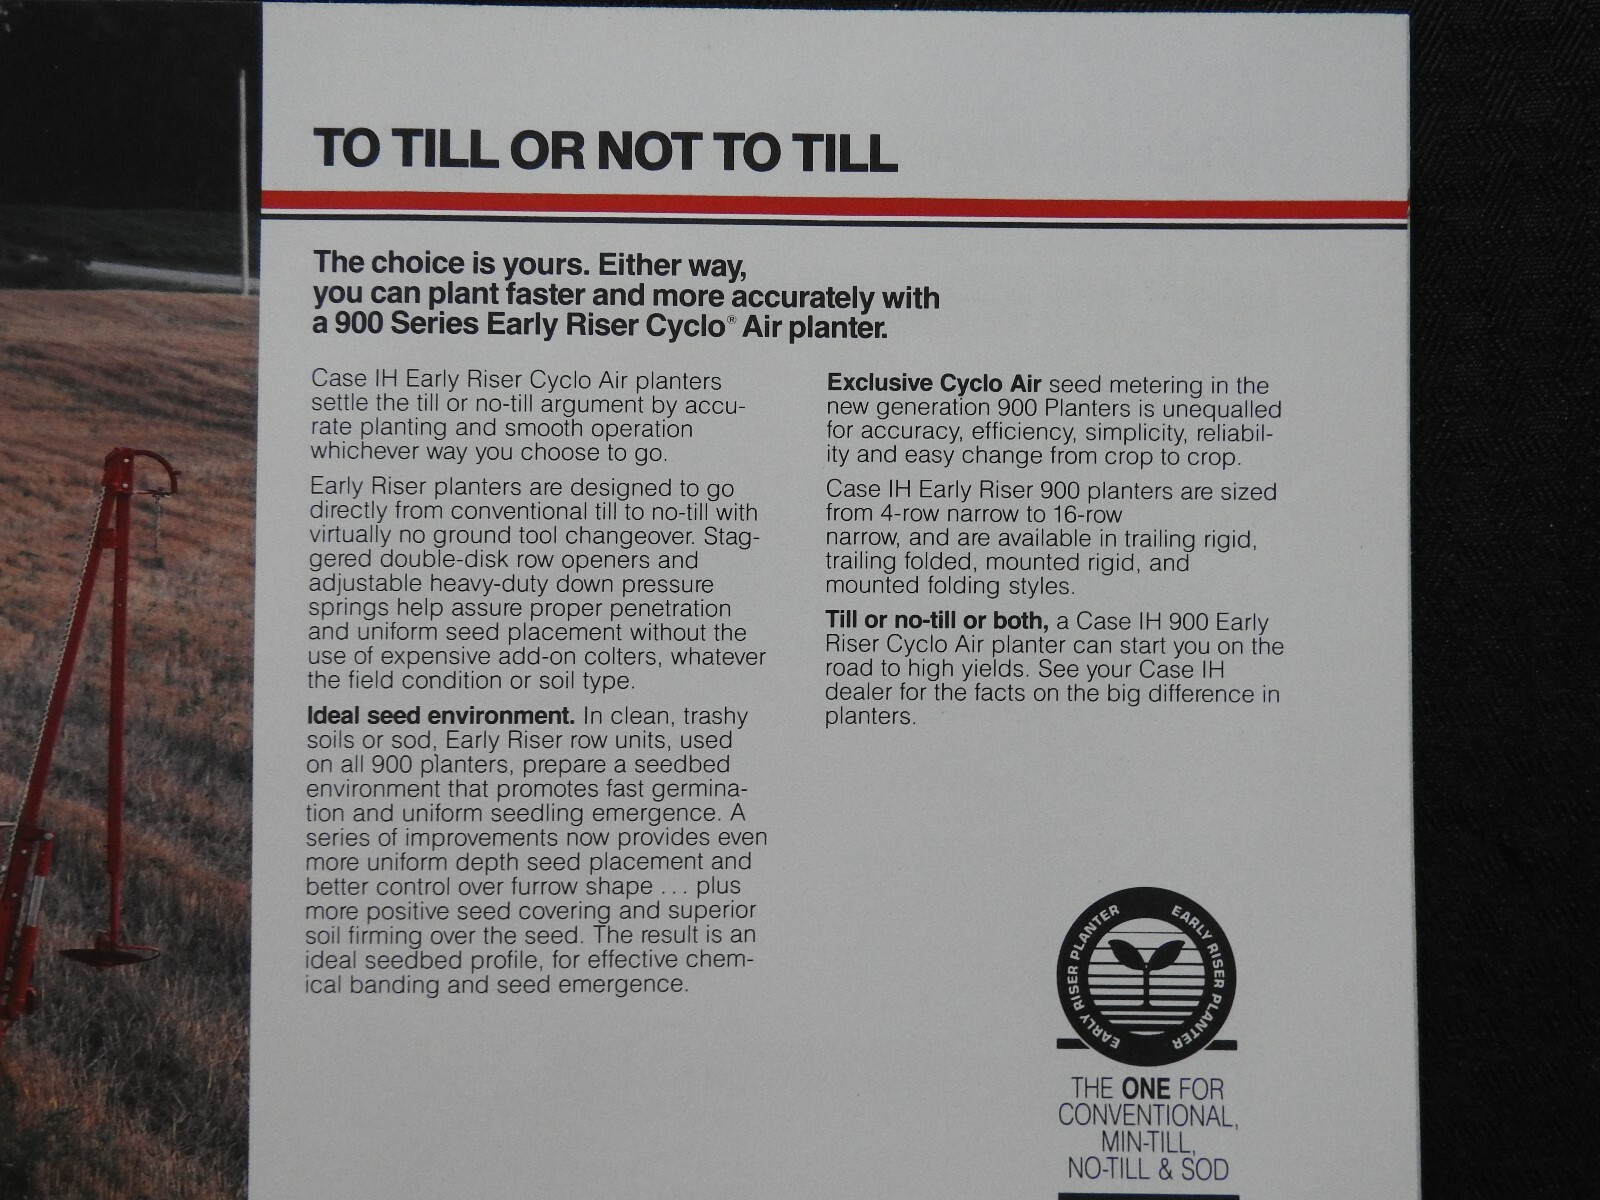 TO TILL OR NOT TO TILL
The choice is yours. Either way,
you can plant faster and more accurately with
a 900 Series Early Riser Cyclo® Air planter.
Case IH Early Riser Cyclo Air planters
settle the till or no-till argument by accu-
rate planting and smooth operation
whichever way you choose to go.
Early Riser planters are designed to go
directly from conventional till to no-till with
virtually no ground tool changeover. Stag-
gered double-disk row openers and
adjustable heavy-duty down pressure
springs help assure proper penetration
and uniform seed placement without the
use of expensive add-on colters, whatever
the field condition or soil type.
Ideal seed environment. In clean, trashy
soils or sod, Early Riser row units, used
on all 900 planters, prepare a seedbed
environment that promotes fast germina-
tion and uniform seedling emergence. A
series of improvements now provides even
more uniform depth seed placement and
better control over furrow shape ... plus
more positive seed covering and superior
soil firming over the seed. The result is an
ideal seedbed profile, for effective chem-
ical banding and seed emergence.
Exclusive Cyclo Air seed metering in the
new generation 900 Planters is unequalled
for accuracy, efficiency, simplicity, reliabil-
ity and easy change from crop to crop.
Case IH Early Riser 900 planters are sized
from 4-row narrow to 16-row
narrow, and are available in trailing rigid,
trailing folded, mounted rigid, and
mounted folding styles.
Till or no-till or both, a Case IH 900 Early
Riser Cyclo Air planter can start you on the
road to high yields. See your Case IH
dealer for the facts on the big difference in
planters.
EARLY RISER PLANTER
EARLY RISER PLANTER
THE ONE FOR
CONVENTIONAL,
MIN-TILL,
NO-TILL & SOD